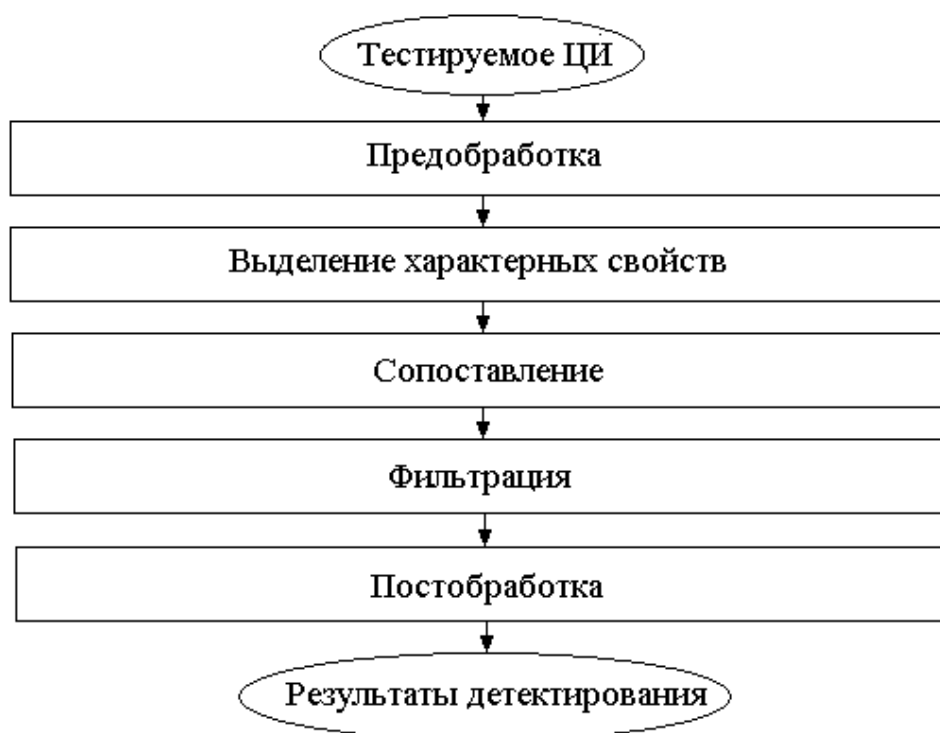 Тестируемое ЦИ
Предобработка
Выделение характерных свойств
Сопоставление
Фильтрация
Постобработка
Результаты детектирования